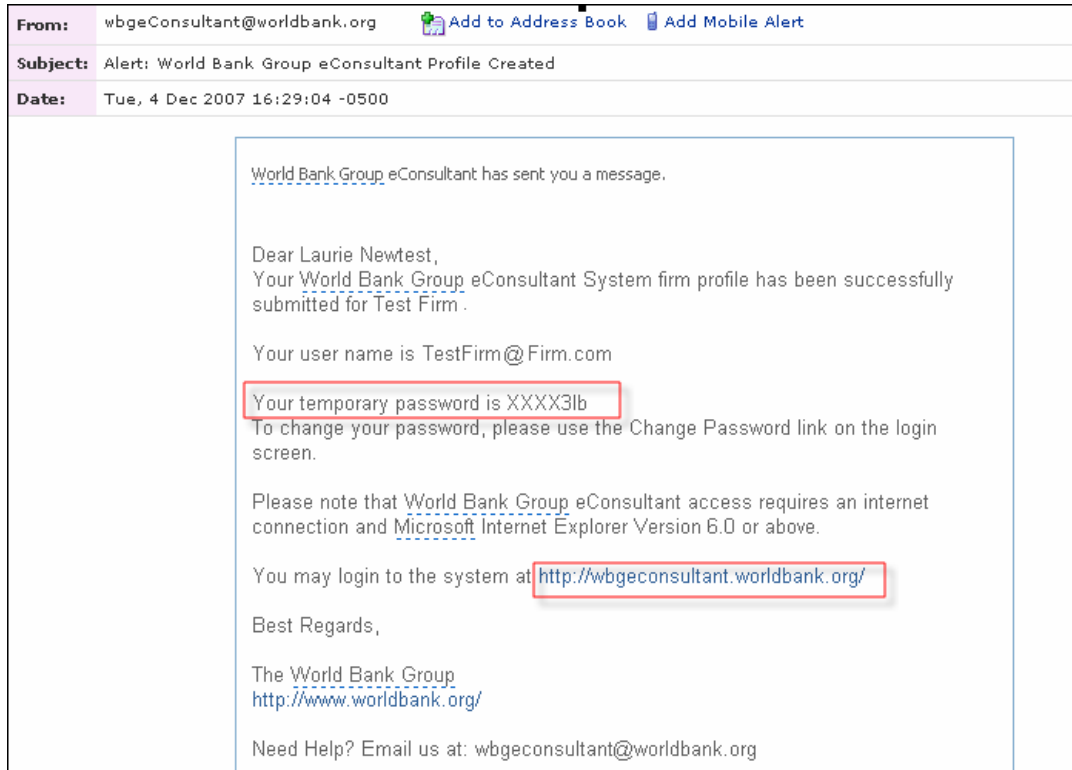 From: wbgeConsultant@worldbank.org Add to Address Book Add Mobile Alert
Subject: Alert: World Bank Group eConsultant Profile Created
Date: Tue, 4 Dec 2007 16:29:04 -0500
World Bank Group eConsultant has sent you a message.
Dear Laurie Newtest,
Your World Bank Group eConsultant System firm profile has been successfully
submitted for Test Firm .
Your user name is TestFirm@Firm.com
Your temporary password is XXXX3lb
To change your password, please use the Change Password link on the login
screen.
Please note that World Bank Group eConsultant access requires an internet
connection and Microsoft Internet Explorer Version 6.0 or above.
You may login to the system at http://wbgeconsultant.worldbank.org/
Best Regards,
The World Bank Group
http://www.worldbank.org/
Need Help? Email us at: wbgeconsultant@worldbank.org